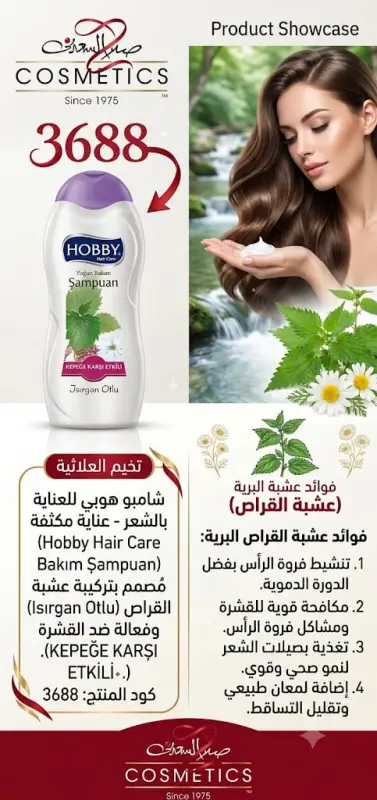 COSMETICS
Since 1975
TM
Product Showcase
3688
HOBBY
Hair Care
Yoğun Bakım
Şampuan
KEPEĞE KARŞI ETKİLİ
Isırgan Otlu
تخيم العلاثية
شامبو هوبي للعناية
بالشعر - عناية مكثفة
(Hobby Hair Care
Bakım Şampuan)
مُصمم بتركيبة عشبة
القراص (Isırgan Otlu)
وفعالة ضد القشرة
(KEPEĞE KARŞI
ETKİLİ٠.)
كود المنتج: 3688
فوائد عشبة البرية
(عشبة القراص)
فوائد عشبة القراص البرية:
1. تنشيط فروة الرأس بفضل
الدورة الدموية.
2. مكافحة قوية للقشرة
ومشاكل فروة الرأس.
3. تغذية بصيلات الشعر
لنمو صحي وقوي.
4. إضافة لمعان طبيعي
وتقليل التساقط.
COSMETICS
Since 1975